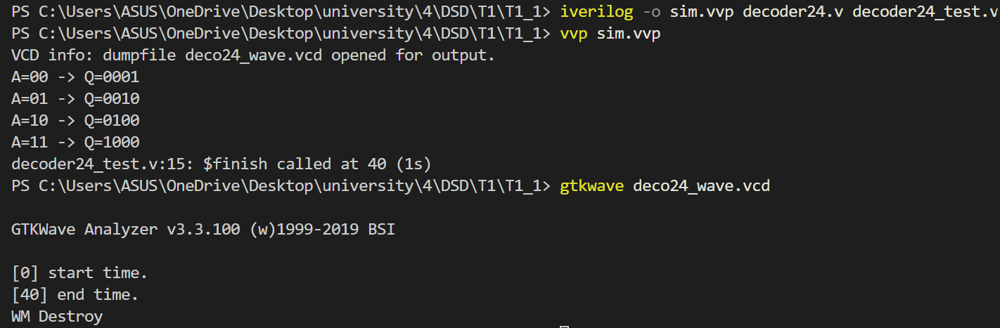 PS C:\Users\ASUS\OneDrive\Desktop\university\4\DSD\T1\T1_1> iverilog -o sim.vvp decoder24.v decoder24_test.v
PS C:\Users\ASUS\OneDrive\Desktop\university\4\DSD\T1\T1_1> vvp sim.vvp
VCD info: dumpfile deco24_wave.vcd opened for output.
A=00 -> Q=0001
A=01 -> Q=0010
A=10 -> Q=0100
A=11 -> Q=1000
decoder24_test.v:15: $finish called at 40 (1s)
PS C:\Users\ASUS\OneDrive\Desktop\university\4\DSD\T1\T1_1> gtkwave deco24_wave.vcd
GTKWave Analyzer v3.3.100 (w)1999-2019 BSI
[0] start time.
[40] end time.
WM Destroy